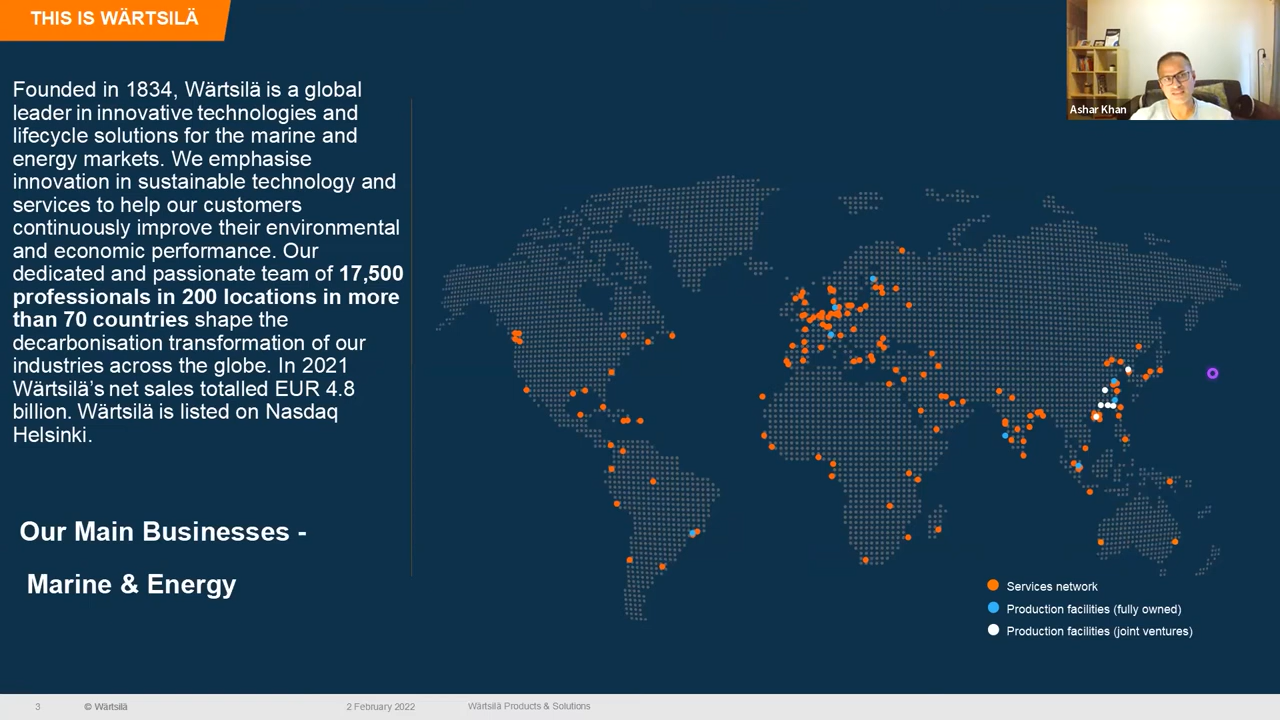 THIS IS WÄRTSILÄ
Ashar Khan
Founded in 1834, Wärtsilä is a global
leader in innovative technologies and
lifecycle solutions for the marine and
energy markets. We emphasise
innovation in sustainable technology and
services to help our customers
continuously improve their environmental
and economic performance. Our
dedicated and passionate team of 17,500
professionals in 200 locations in more
than 70 countries shape the
decarbonisation transformation of our
industries across the globe. In 2021
Wärtsilä's net sales totalled EUR 4.8
billion. Wärtsilä is listed on Nasdaq
Helsinki.
Our Main Businesses -
Marine & Energy
Services network
Production facilities (fully owned)
Production facilities (joint ventures)
3 © Wärtsilä 2 February 2022 Wärtsilä Products & Solutions